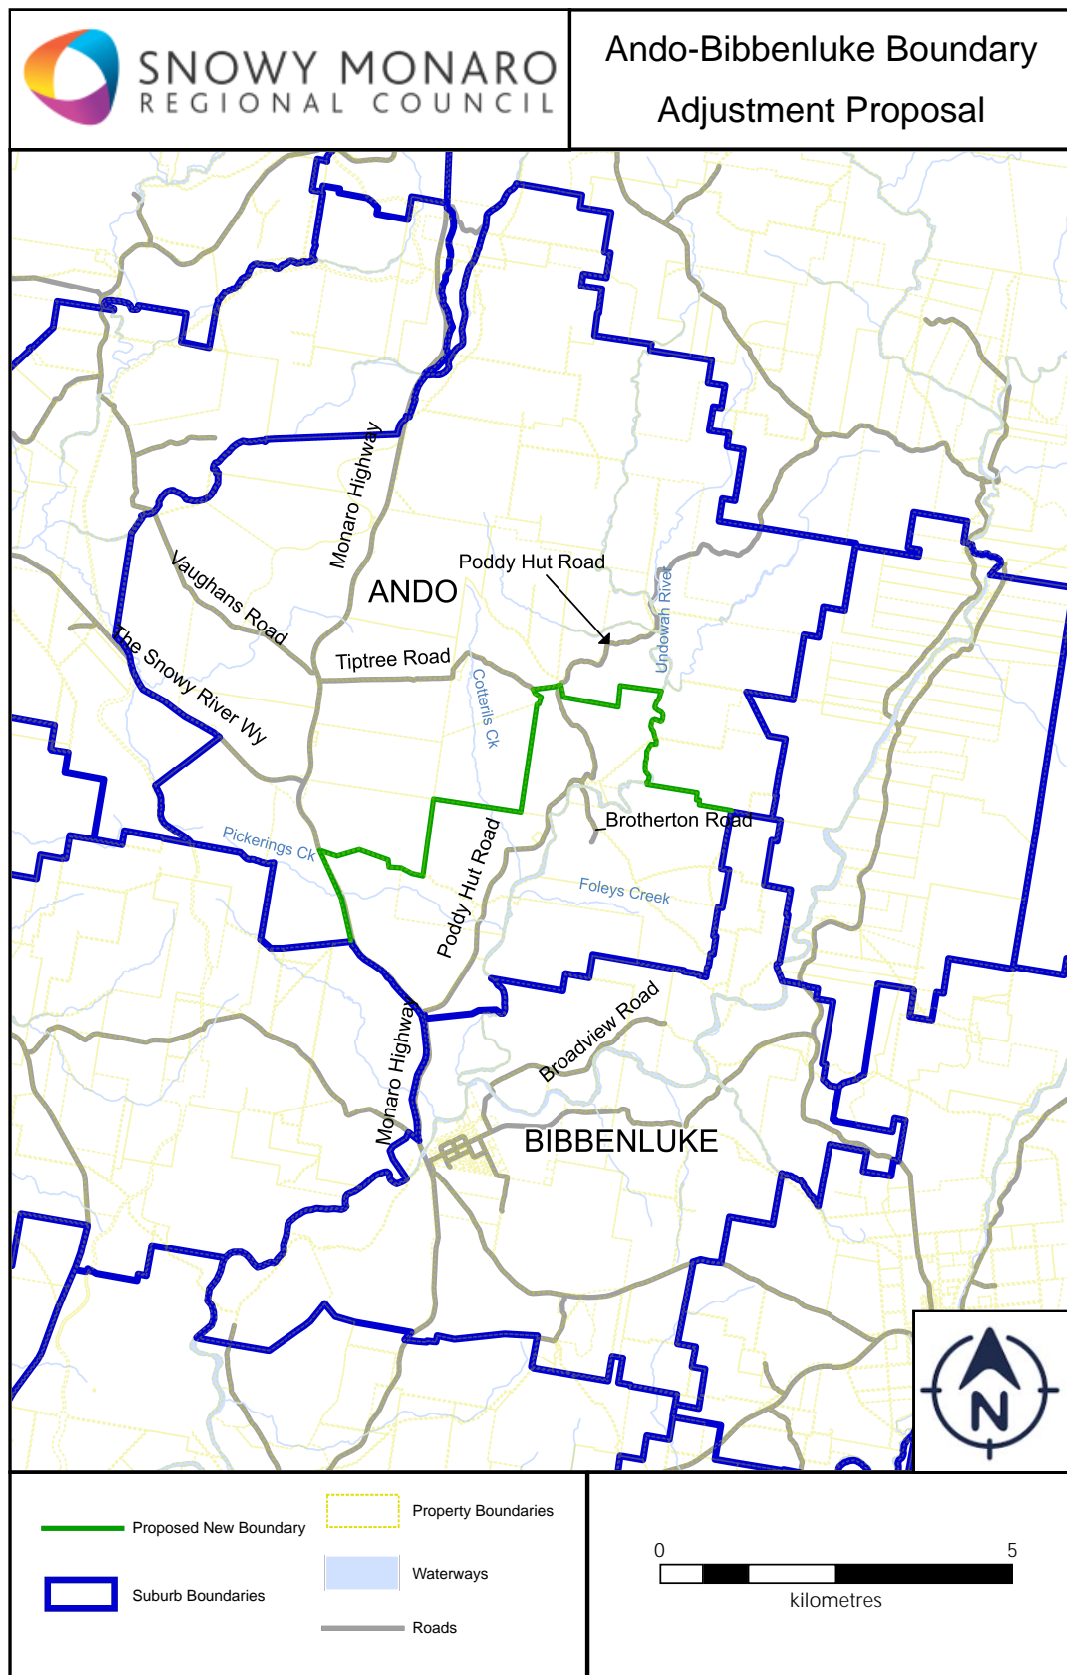 SNOWY MONARO
REGIONAL COUNCIL
Ando-Bibbenluke Boundary
Adjustment Proposal
Monaro Highway
Poddy Hut Road
ANDO
Vaughans Road
Undowah River
The Snowy River Wy
Tiptree Road
Cotterils Ck
Brotherton Road
Pickerings Ck
Poddy Hut Road
Foleys Creek
Broadview Road
Monaro Highway
BIBBENLUKE
N
Proposed New Boundary
Suburb Boundaries
Property Boundaries
Waterways
Roads
0 5
kilometres